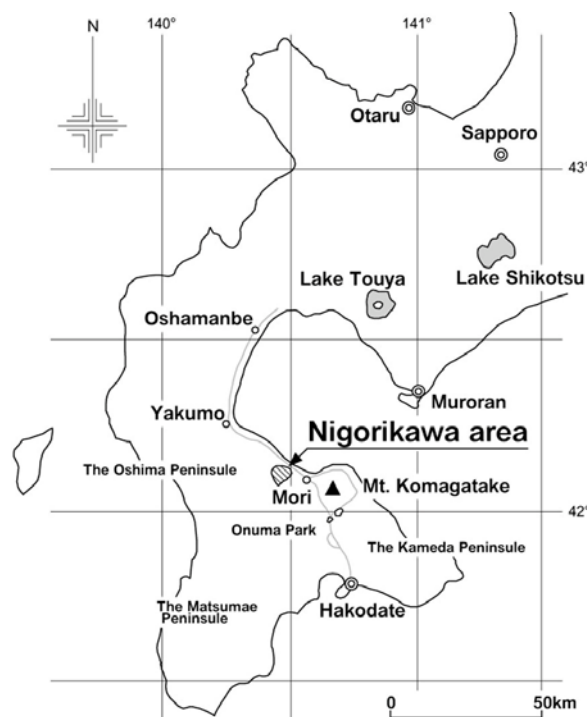 140°
141°
N
Otaru
Sapporo
43°
Lake Touya
Lake Shikotsu
Oshamanbe
Muroran
Yakumo
Nigorikawa area
The Oshima Peninsule
Mori
Mt. Komagatake
Onuma Park
42°
The Kameda Peninsule
The Matsumae
Peninsule
Hakodate
0
50km